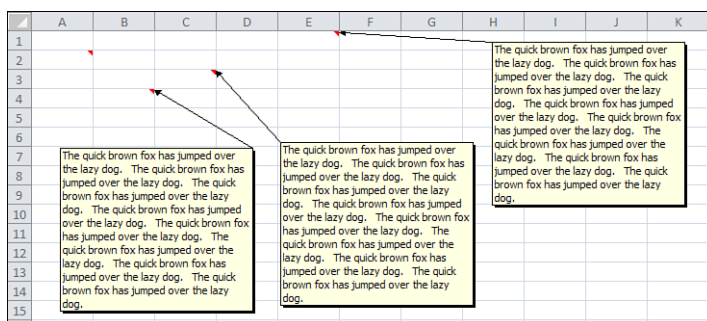 A B C D E F G H I J K
1
2
3
4
5
6
7
8
9
10
11
12
13
14
15
The quick brown fox has jumped over
the lazy dog.   The quick brown fox has
jumped over the lazy dog.   The quick
brown fox has jumped over the lazy
dog.   The quick brown fox has jumped
over the lazy dog.   The quick brown fox
has jumped over the lazy dog.   The
quick brown fox has jumped over the
lazy dog.   The quick brown fox has
jumped over the lazy dog.   The quick
brown fox has jumped over the lazy
dog.
The quick brown fox has jumped over
the lazy dog.   The quick brown fox has
jumped over the lazy dog.   The quick
brown fox has jumped over the lazy
dog.   The quick brown fox has jumped
over the lazy dog.   The quick brown fox
has jumped over the lazy dog.   The
quick brown fox has jumped over the
lazy dog.   The quick brown fox has
jumped over the lazy dog.   The quick
brown fox has jumped over the lazy
dog.
The quick brown fox has jumped over
the lazy dog.   The quick brown fox has
jumped over the lazy dog.   The quick
brown fox has jumped over the lazy
dog.   The quick brown fox has jumped
over the lazy dog.   The quick brown fox
has jumped over the lazy dog.   The
quick brown fox has jumped over the
lazy dog.   The quick brown fox has
jumped over the lazy dog.   The quick
brown fox has jumped over the lazy
dog.